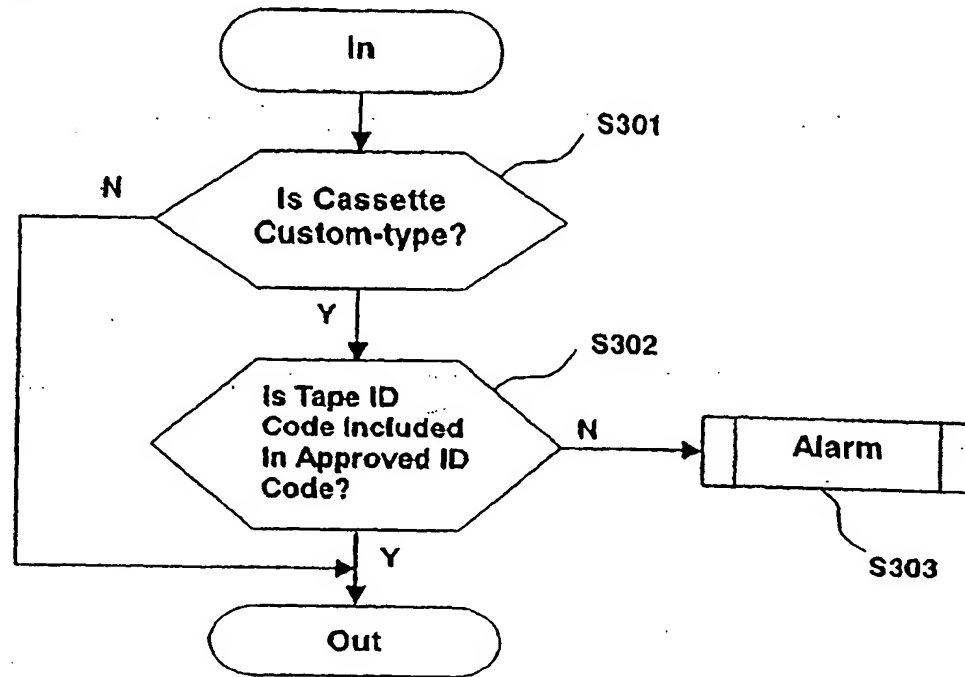 In
S301
N
Is Cassette
Custom-type?
Y
S302
Is Tape ID
Code Included
In Approved ID
Code?
N
Alarm
S303
Y
Out